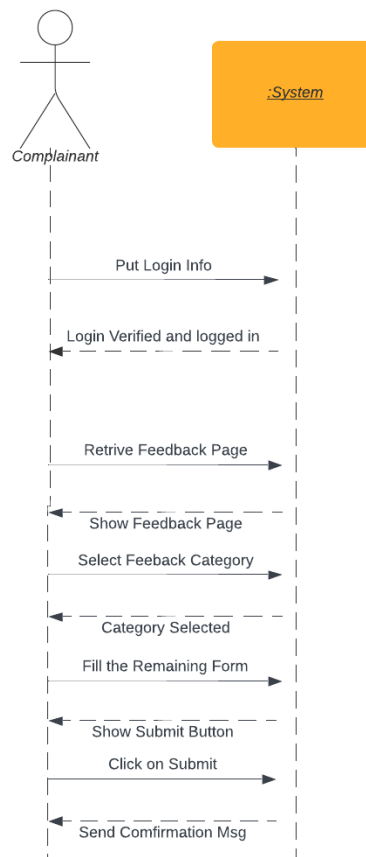 :System
Complainant
Put Login Info
Login Verified and logged in
Retrive Feedback Page
Show Feedback Page
Select Feeback Category
Category Selected
Fill the Remaining Form
Show Submit Button
Click on Submit
Send Comfirmation Msg